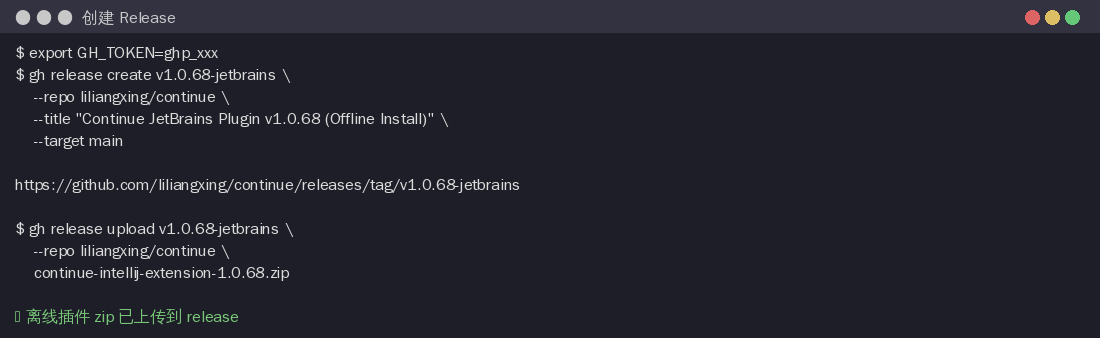 创建 Release
$ export GH_TOKEN=ghp_xxx
$ gh release create v1.0.68-jetbrains \
--repo liliangxing/continue \
--title "Continue JetBrains Plugin v1.0.68 (Offline Install)" \
--target main
https://github.com/liliangxing/continue/releases/tag/v1.0.68-jetbrains
$ gh release upload v1.0.68-jetbrains \
--repo liliangxing/continue \
continue-intellij-extension-1.0.68.zip
离线插件 zip 已上传到 release